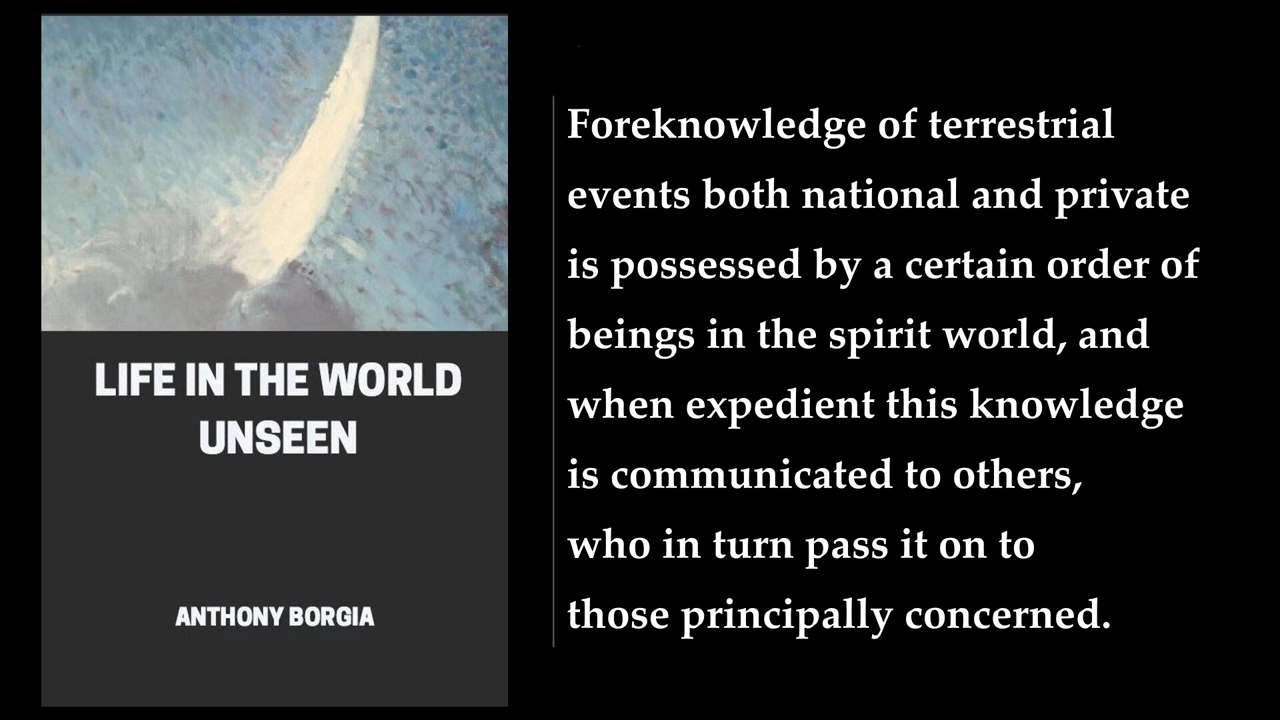 LIFE IN THE WORLD
UNSEEN
ANTHONY BORGIA
Foreknowledge of terrestrial
events both national and private
is possessed by a certain order of
beings in the spirit world, and
when expedient this knowledge
is communicated to others,
who in turn pass it on to
those principally concerned.